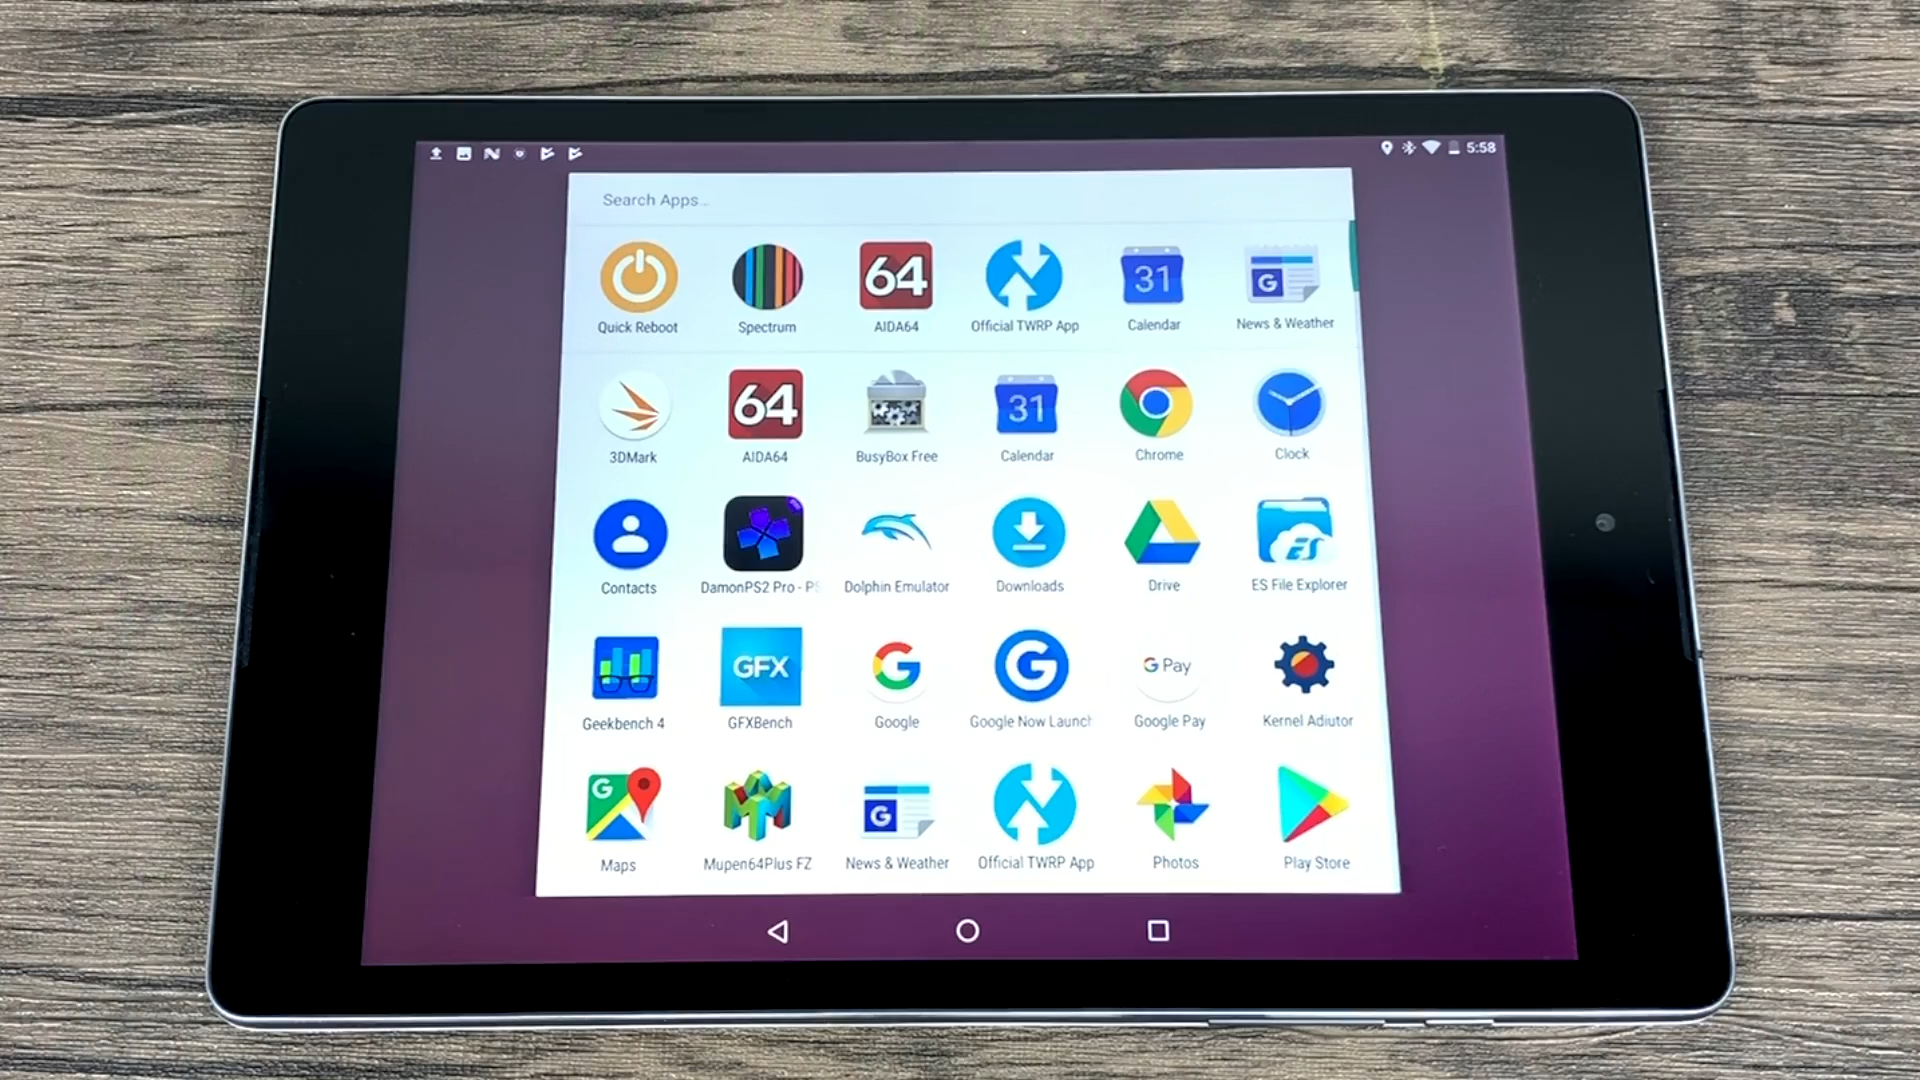 5:58
Search Apps...
64
31
G
Quick Reboot
Spectrum
AIDA64
Official TWRP App
Calendar
News & Weather
64
31
3DMark
AIDA64
BusyBox Free
Calendar
Chrome
Clock
ES
Contacts
DamonPS2 Pro - PS
Dolphin Emulator
Downloads
Drive
ES File Explorer
GFX
G
G
G Pay
Geekbench 4
GFXBench
Google
Google Now Launch
Google Pay
Kernel Adiutor
G
G
Maps
Mupen64Plus FZ
News & Weather
Official TWRP App
Photos
Play Store